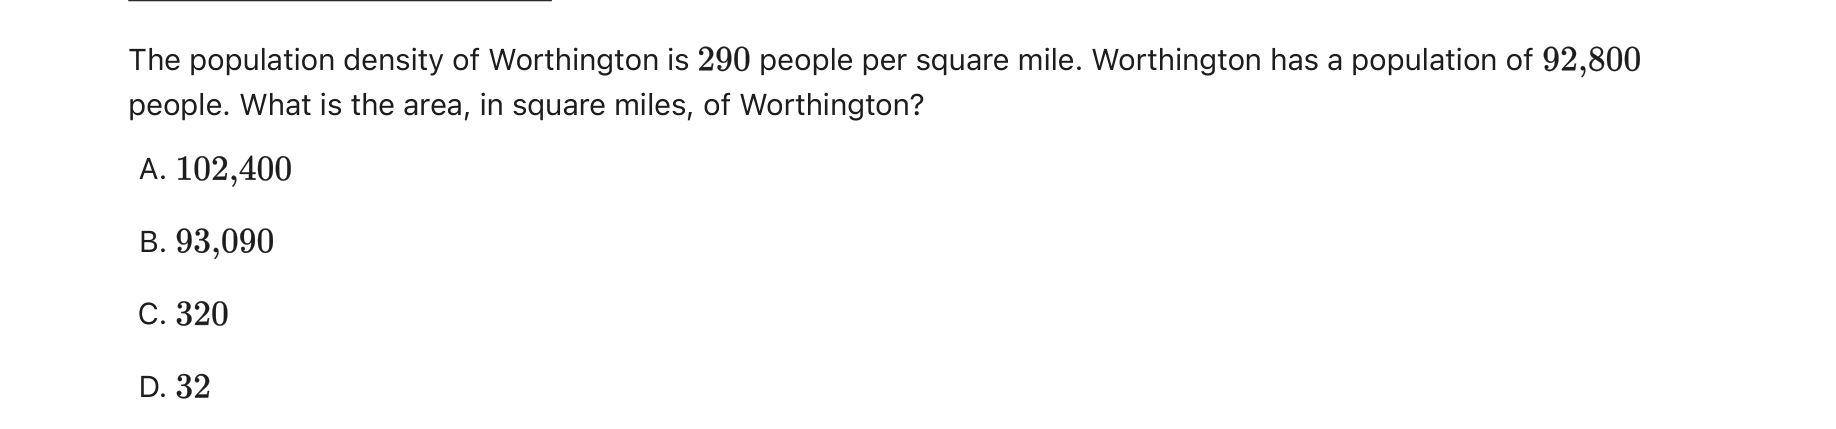 The population density of Worthington is 290 people per square mile. Worthington has a population of 92,800
people. What is the area, in square miles, of Worthington?
A. 102,400
B. 93,090
C. 320
D. 32